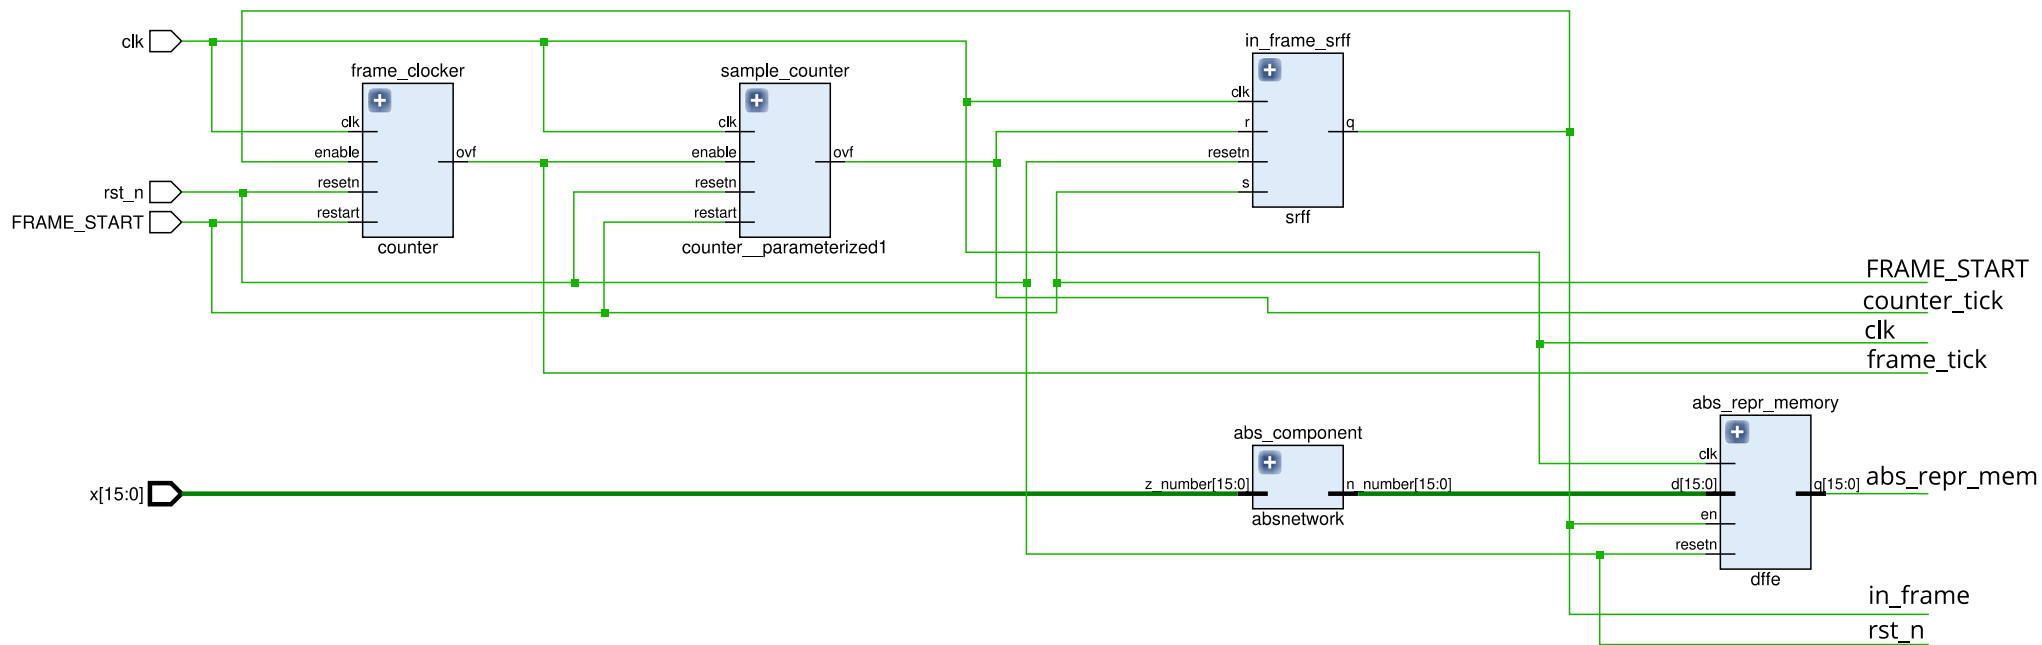 clk
rst_n
FRAME_START
x[15:0]
frame_clocker
clk
enable
resetn
restart
ovf
counter
sample_counter
clk
enable
resetn
restart
ovf
counter__parameterized1
in_frame_srff
clk
r
resetn
s
q
srff
FRAME_START
counter_tick
clk
frame_tick
abs_component
z_number[15:0]
n_number[15:0]
absnetwork
abs_repr_memory
clk
d[15:0]
en
resetn
q[15:0]
dffe
abs_repr_mem
in_frame
rst_n